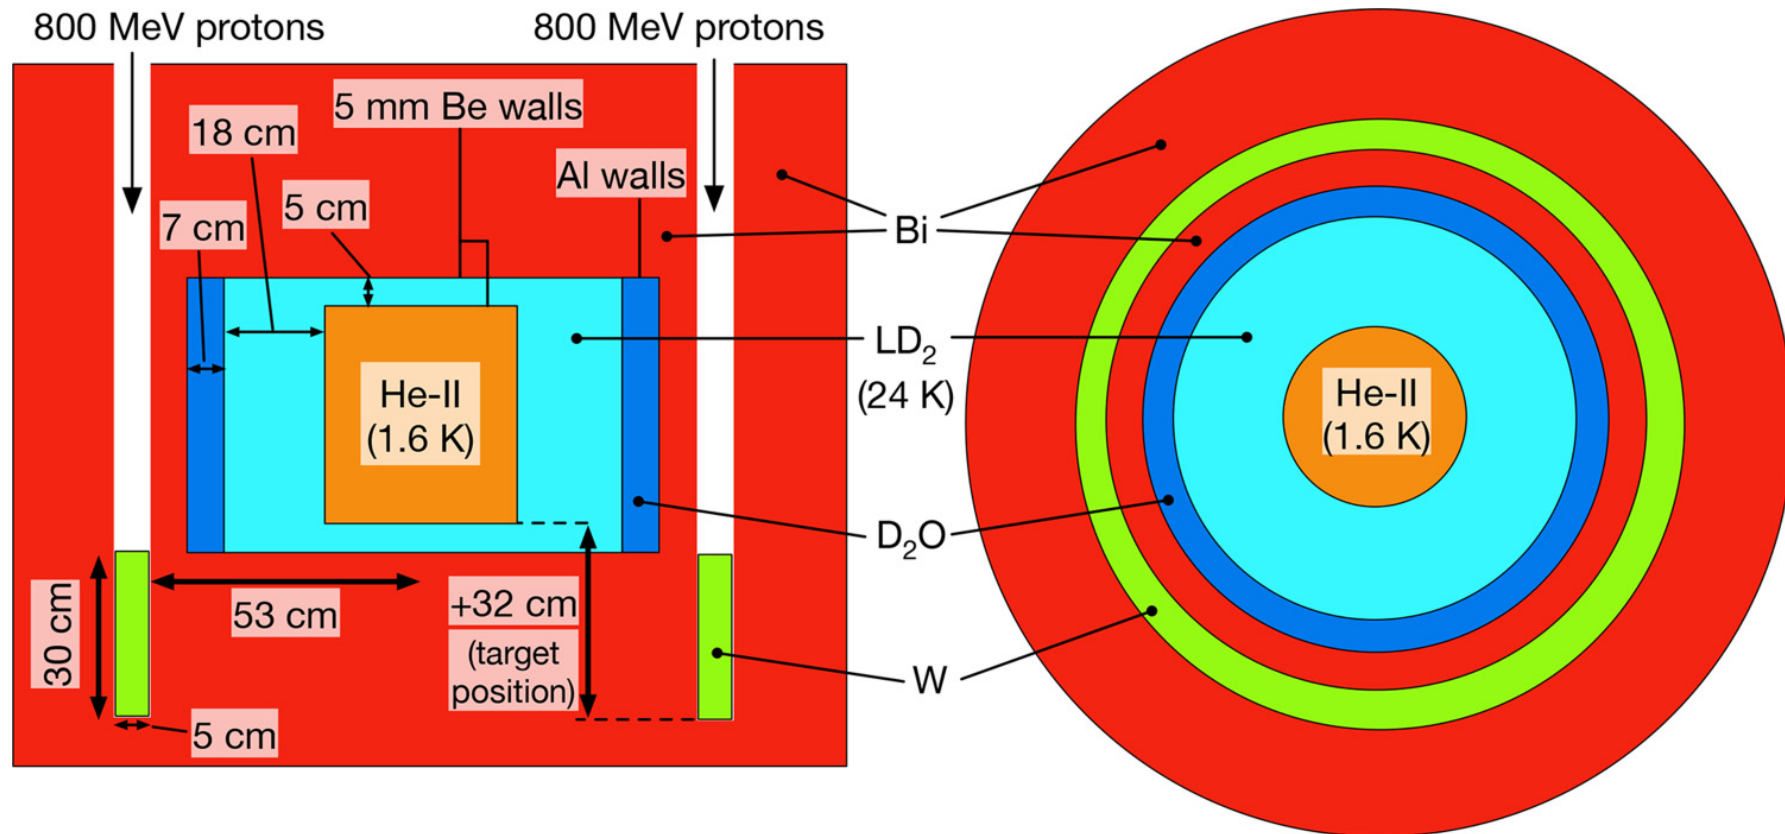 800 MeV protons
800 MeV protons
5 mm Be walls
18 cm
Al walls
5 cm
7 cm
Bi
LD₂
(24 K)
He-II
(1.6 K)
He-II
(1.6 K)
D₂O
+32 cm
(target
position)
53 cm
30 cm
W
5 cm